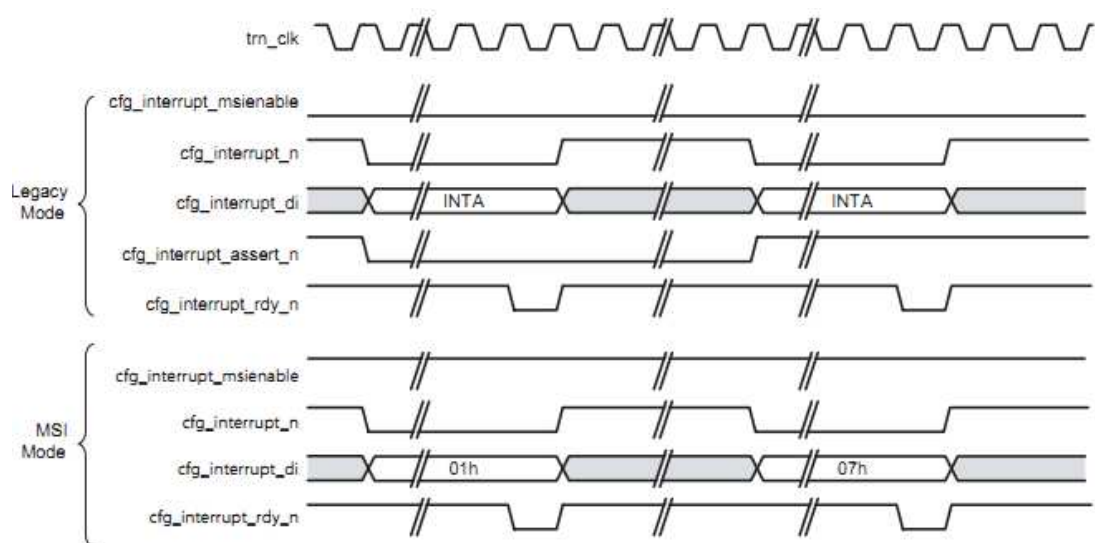 trn_clk
cfg_interrupt_msienable
cfg_interrupt_n
Legacy
Mode
cfg_interrupt_di
INTA
INTA
cfg_interrupt_assert_n
cfg_interrupt_rdy_n
cfg_interrupt_msienable
cfg_interrupt_n
MSI
Mode
cfg_interrupt_di
01h
07h
cfg_interrupt_rdy_n